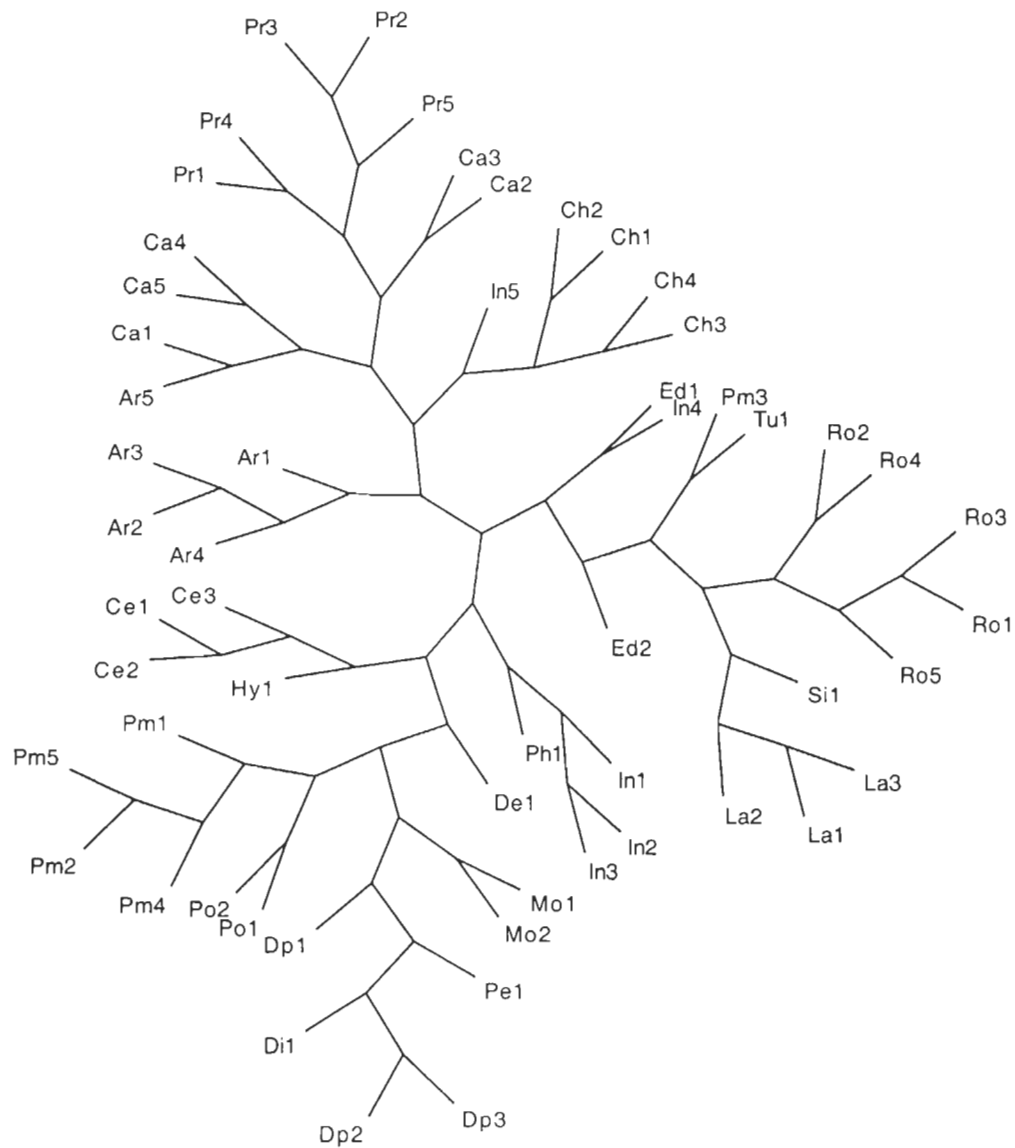 Pr3
Pr2
Pr5
Pr4
Pr1
Ca3
Ca2
Ch2
Ch1
Ca4
Ca5
In5
Ch4
Ch3
Ca1
Ar5
Ed1
In4
Pm3
Tu1
Ro2
Ro4
Ar3
Ar1
Ar2
Ar4
Ro3
Ro1
Ce3
Ce1
Ce2
Hy1
Ed2
Ro5
Si1
Pm1
Pm5
Ph1
In1
De1
La3
La2
La1
Pm2
Pm4
In2
In3
Po2
Po1
Dp1
Mo1
Mo2
Pe1
Di1
Dp3
Dp2